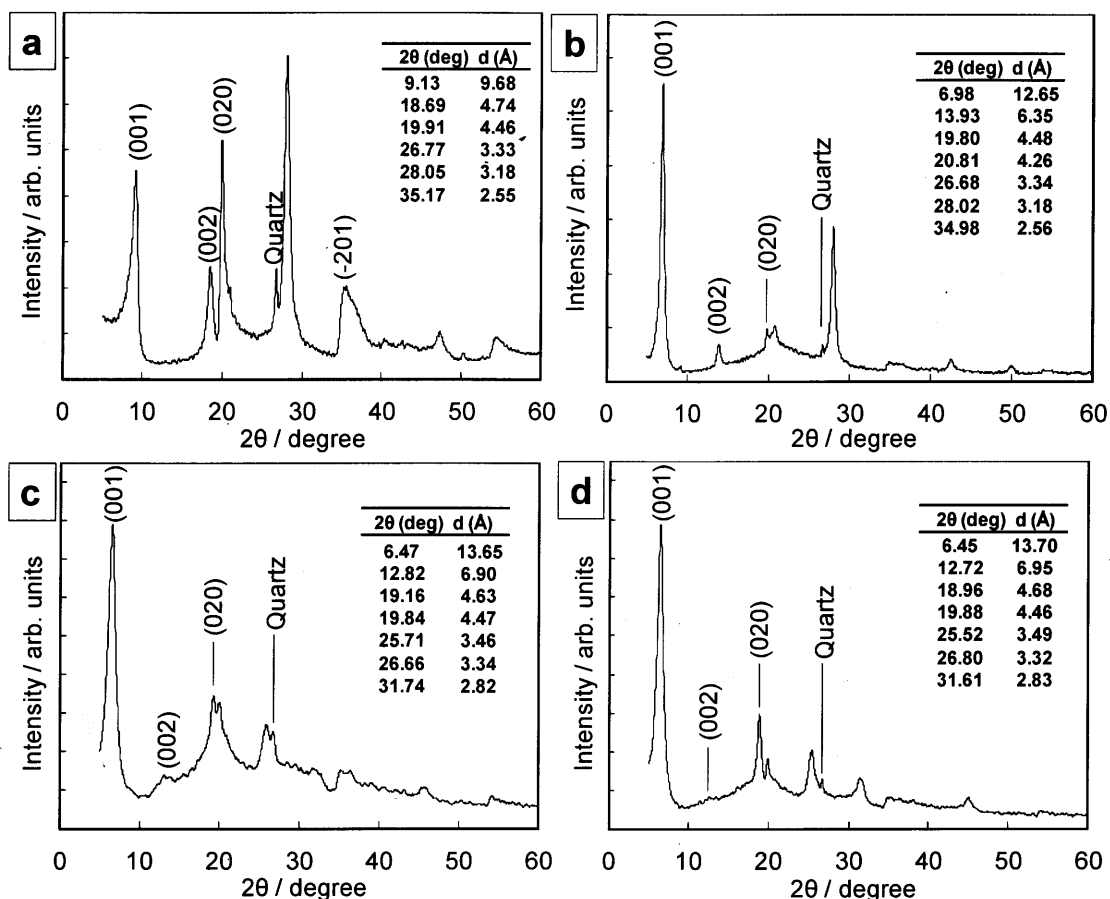 a
Intensity / arb. units
(001)
(002)
(020)
Quartz
(-201)
2θ (deg) d (Å)
9.13 9.68
18.69 4.74
19.91 4.46
26.77 3.33
28.05 3.18
35.17 2.55
0 10 20 30 40 50 60
2θ / degree
b
Intensity / arb. units
(001)
(002)
(020)
Quartz
2θ (deg) d (Å)
6.98 12.65
13.93 6.35
19.80 4.48
20.81 4.26
26.68 3.34
28.02 3.18
34.98 2.56
0 10 20 30 40 50 60
2θ / degree
c
Intensity / arb. units
(001)
(002)
(020)
Quartz
2θ (deg) d (Å)
6.47 13.65
12.82 6.90
19.16 4.63
19.84 4.47
25.71 3.46
26.66 3.34
31.74 2.82
0 10 20 30 40 50 60
2θ / degree
d
Intensity / arb. units
(001)
(002)
(020)
Quartz
2θ (deg) d (Å)
6.45 13.70
12.72 6.95
18.96 4.68
19.88 4.46
25.52 3.49
26.80 3.32
31.61 2.83
0 10 20 30 40 50 60
2θ / degree